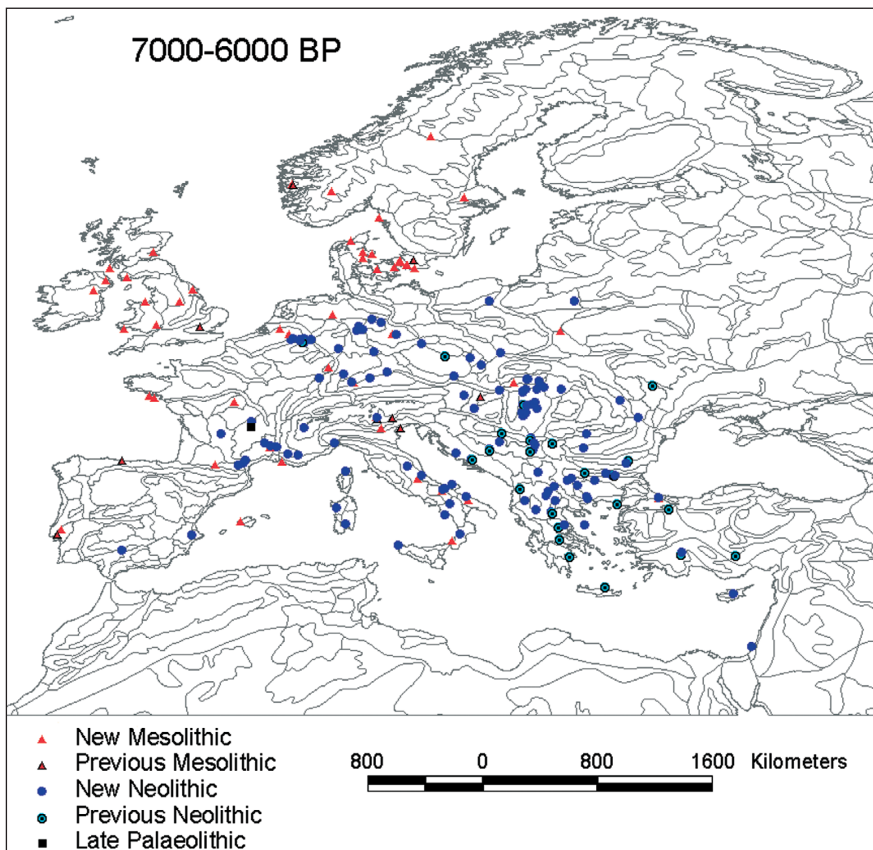 7000-6000 BP
New Mesolithic
Previous Mesolithic
New Neolithic
Previous Neolithic
Late Palaeolithic
800 0 800 1600 Kilometers